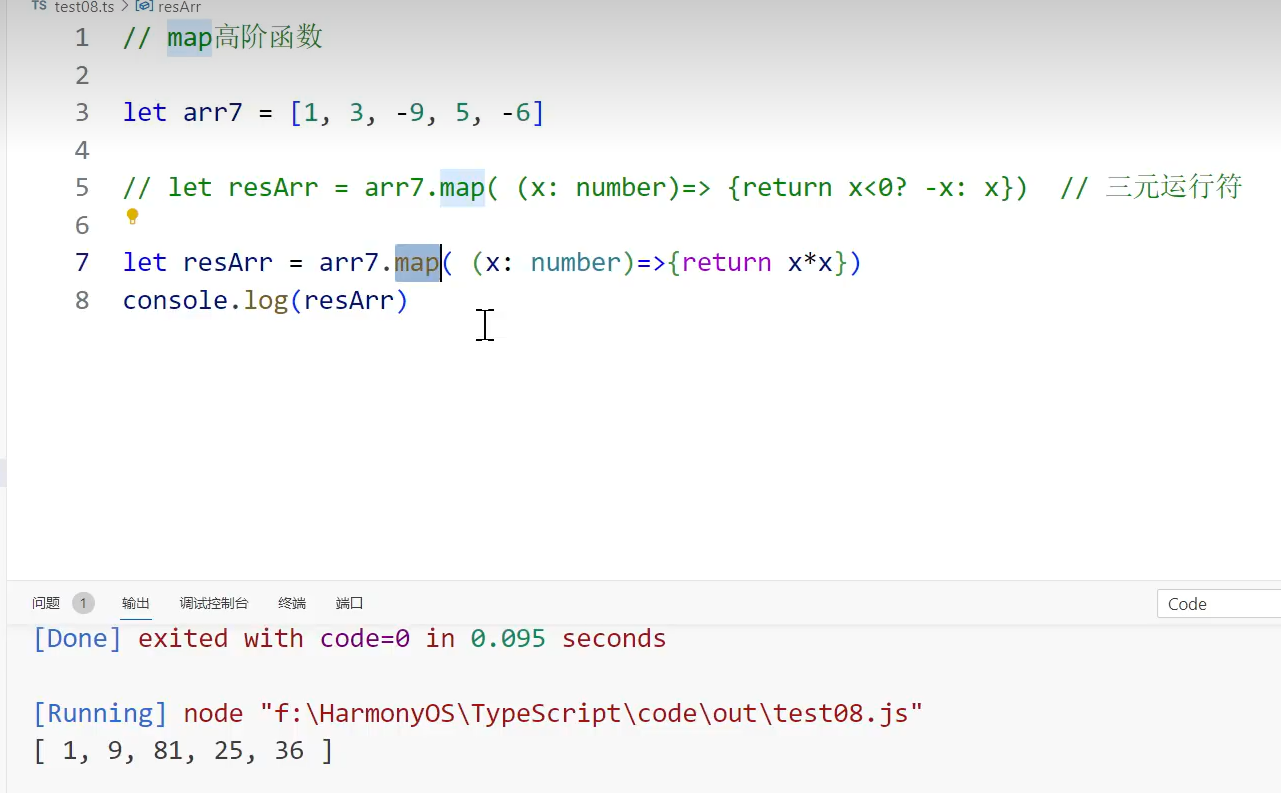 TS test08.ts > resArr
1 // map高阶函数
2
3 let arr7 = [1, 3, -9, 5, -6]
4
5 // let resArr = arr7.map( (x: number)=> {return x<0? -x: x})  // 三元运行符
6
7 let resArr = arr7.map( (x: number)=>{return x*x})
8 console.log(resArr)
问题 1 输出 调试控制台 终端 端口 Code
[Done] exited with code=0 in 0.095 seconds
[Running] node "f:\HarmonyOS\TypeScript\code\out\test08.js"
[ 1, 9, 81, 25, 36 ]